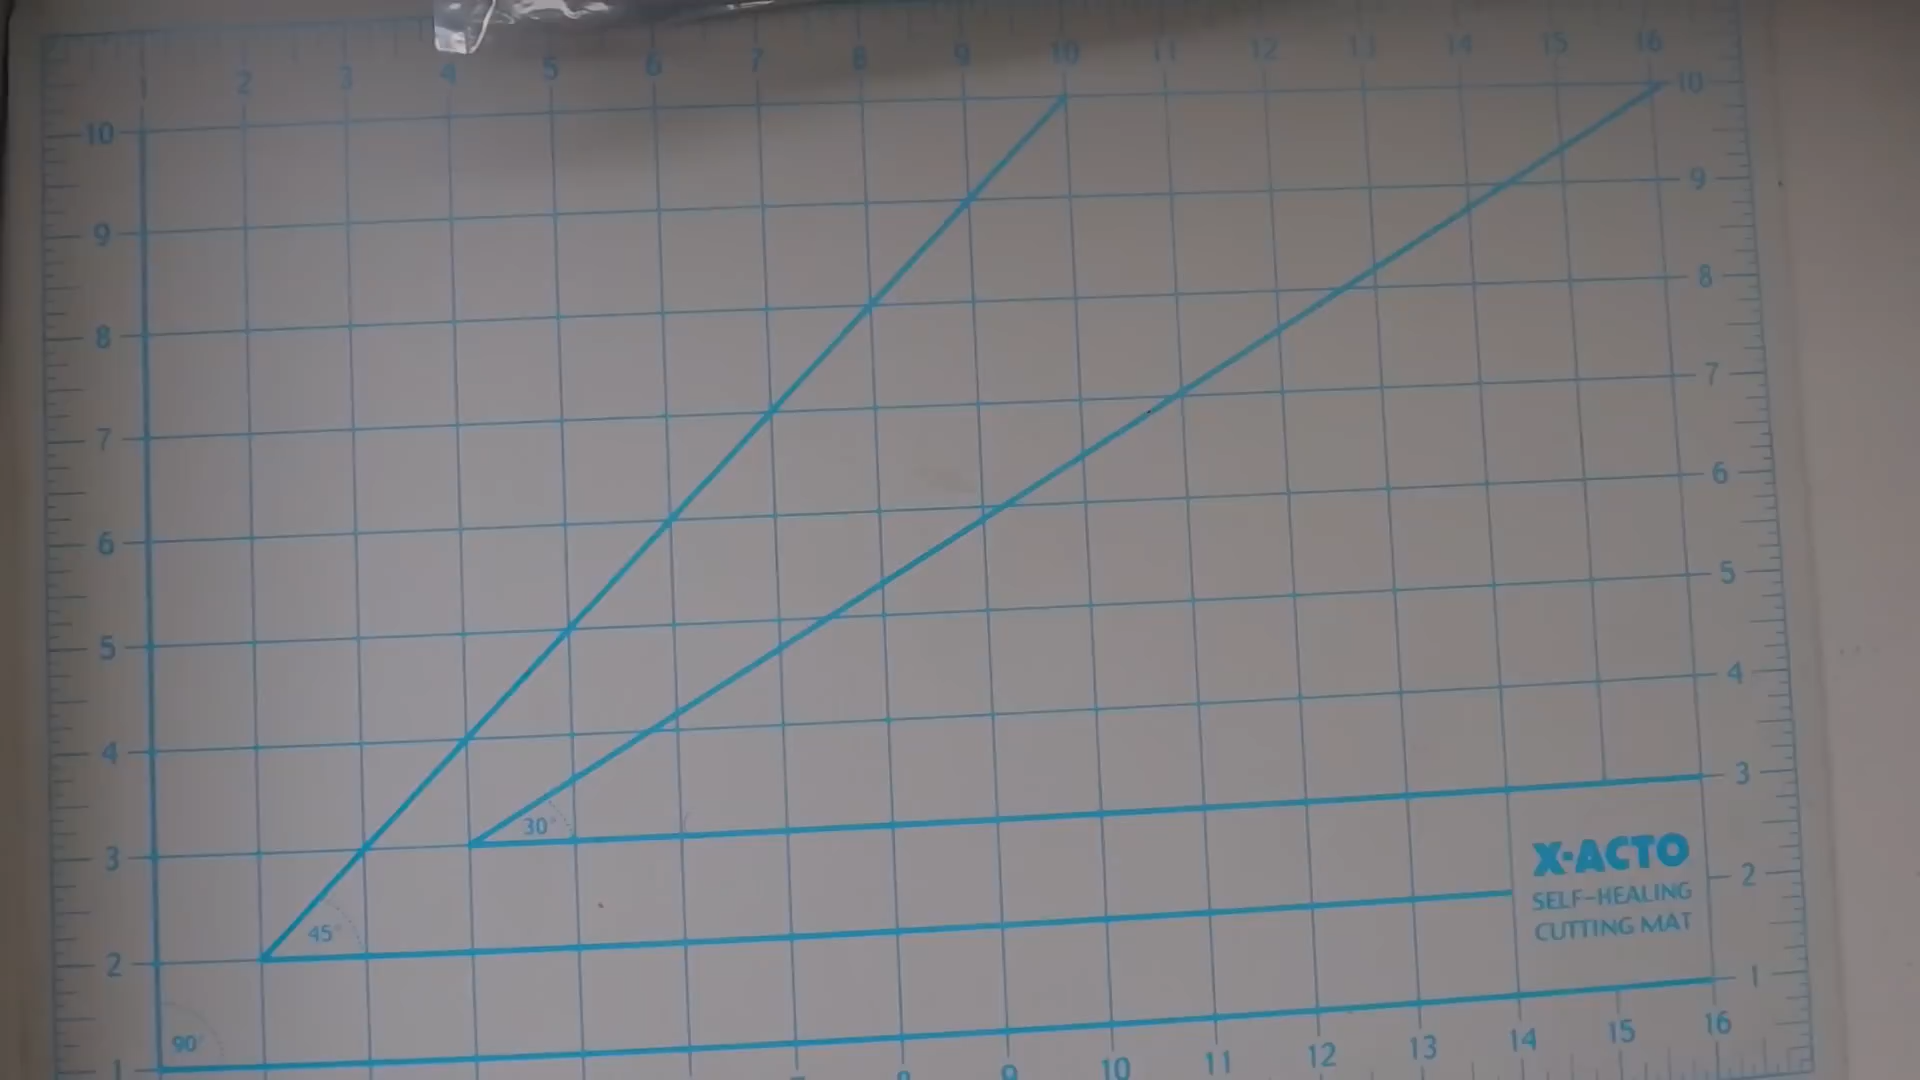 1 2 3 4 5 6 7 8 9 10 11 12 13 14 15 16
10 10
9 9
8 8
7 7
6 6
5 5
4 4
30°
3 3
X-ACTO
SELF-HEALING
CUTTING MAT
45°
2 2
90°
1 1
10 11 12 13 14 15 16